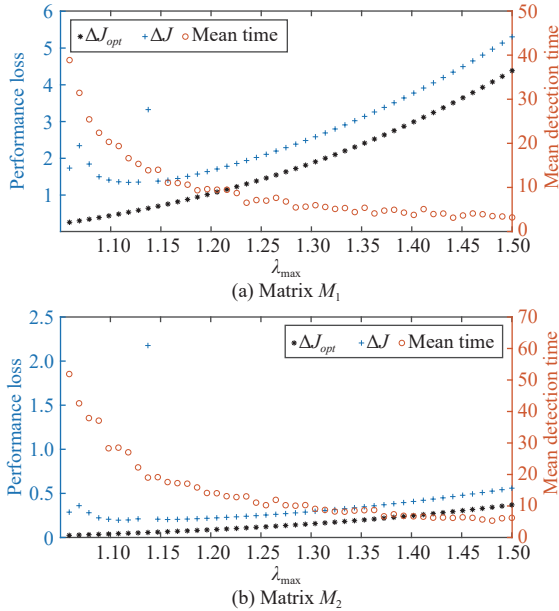 6
5
4
3
2
1
Performance loss
ΔJopt ΔJ Mean time
50
40
30
20
10
0
Mean detection time
1.10 1.15 1.20 1.25 1.30 1.35 1.40 1.45 1.50
λmax
(a) Matrix M1
2.5
2.0
1.5
1.0
0.5
0
Performance loss
ΔJopt ΔJ Mean time
70
60
50
40
30
20
10
0
Mean detection time
1.10 1.15 1.20 1.25 1.30 1.35 1.40 1.45 1.50
λmax
(b) Matrix M2